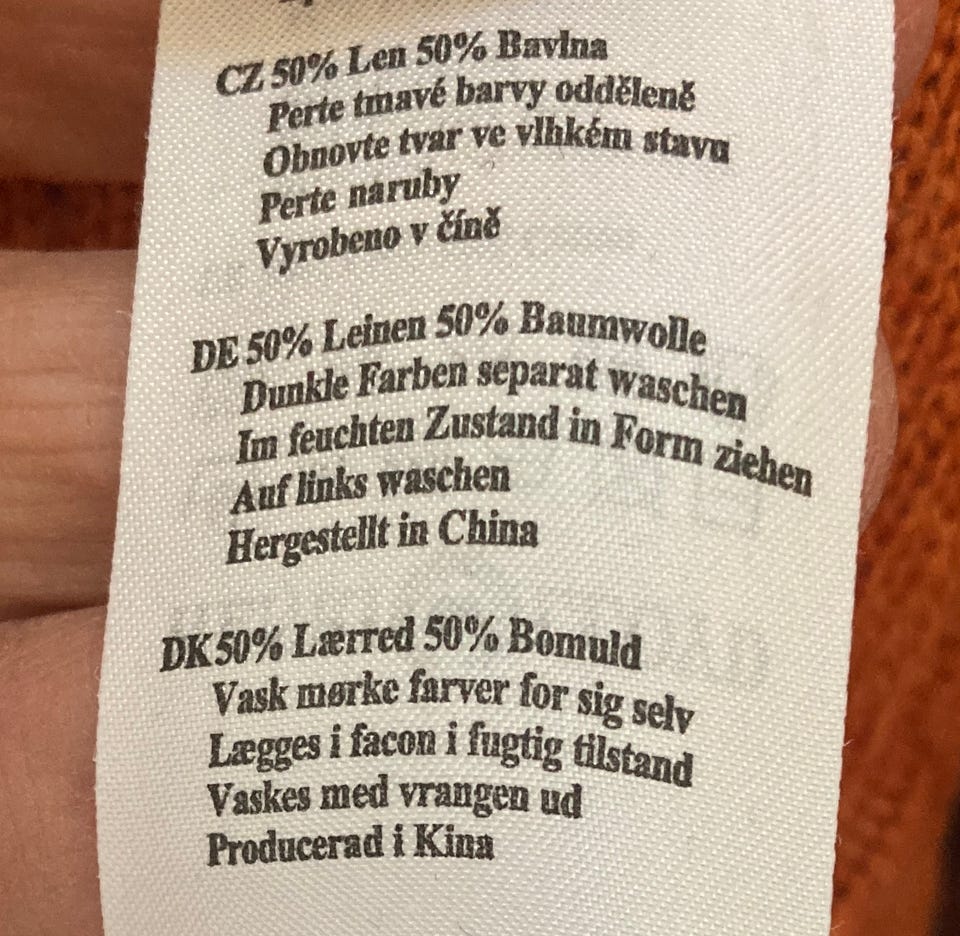 CZ 50% Len 50% Bavlna
Perte tmavé barvy odděleně
Obnovte tvar ve vlhkém stavu
Perte naruby
Vyrobeno v číně
DE 50% Leinen 50% Baumwolle
Dunkle Farben separat waschen
Im feuchten Zustand in Form ziehen
Auf links waschen
Hergestellt in China
DK 50% Lærred 50% Bomuld
Vask mørke farver for sig selv
Lægges i facon i fugtig tilstand
Vaskes med vrangen ud
Producerad i Kina